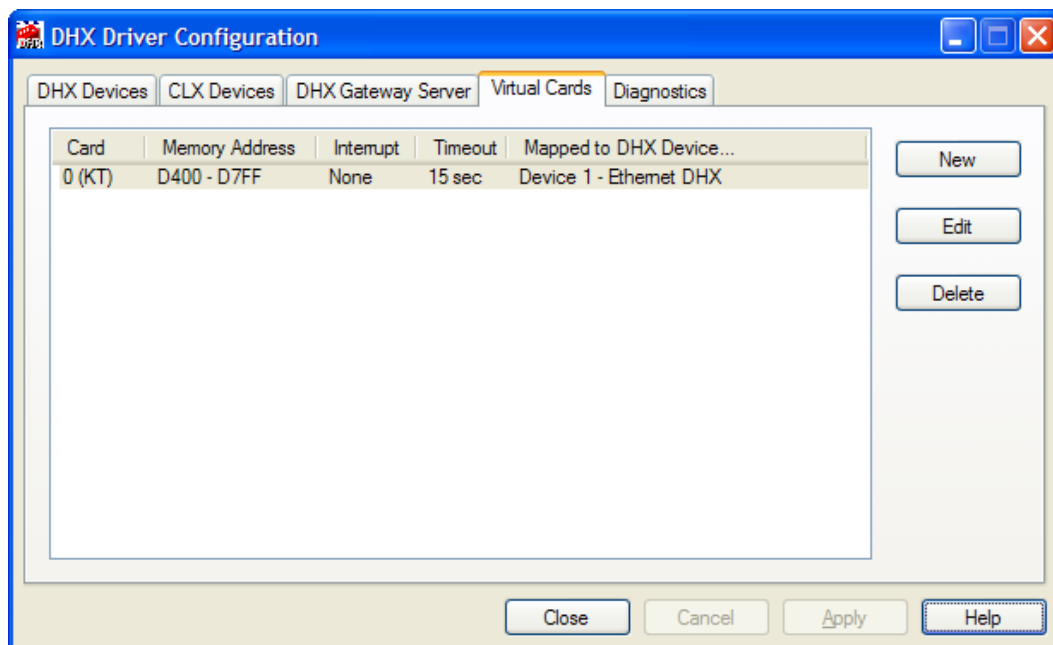 DHX Driver Configuration
DHX Devices CLX Devices DHX Gateway Server Virtual Cards Diagnostics
Card Memory Address Interrupt Timeout Mapped to DHX Device...
0 (KT) D400 - D7FF None 15 sec Device 1 - Ethernet DHX
New
Edit
Delete
Close Cancel Apply Help